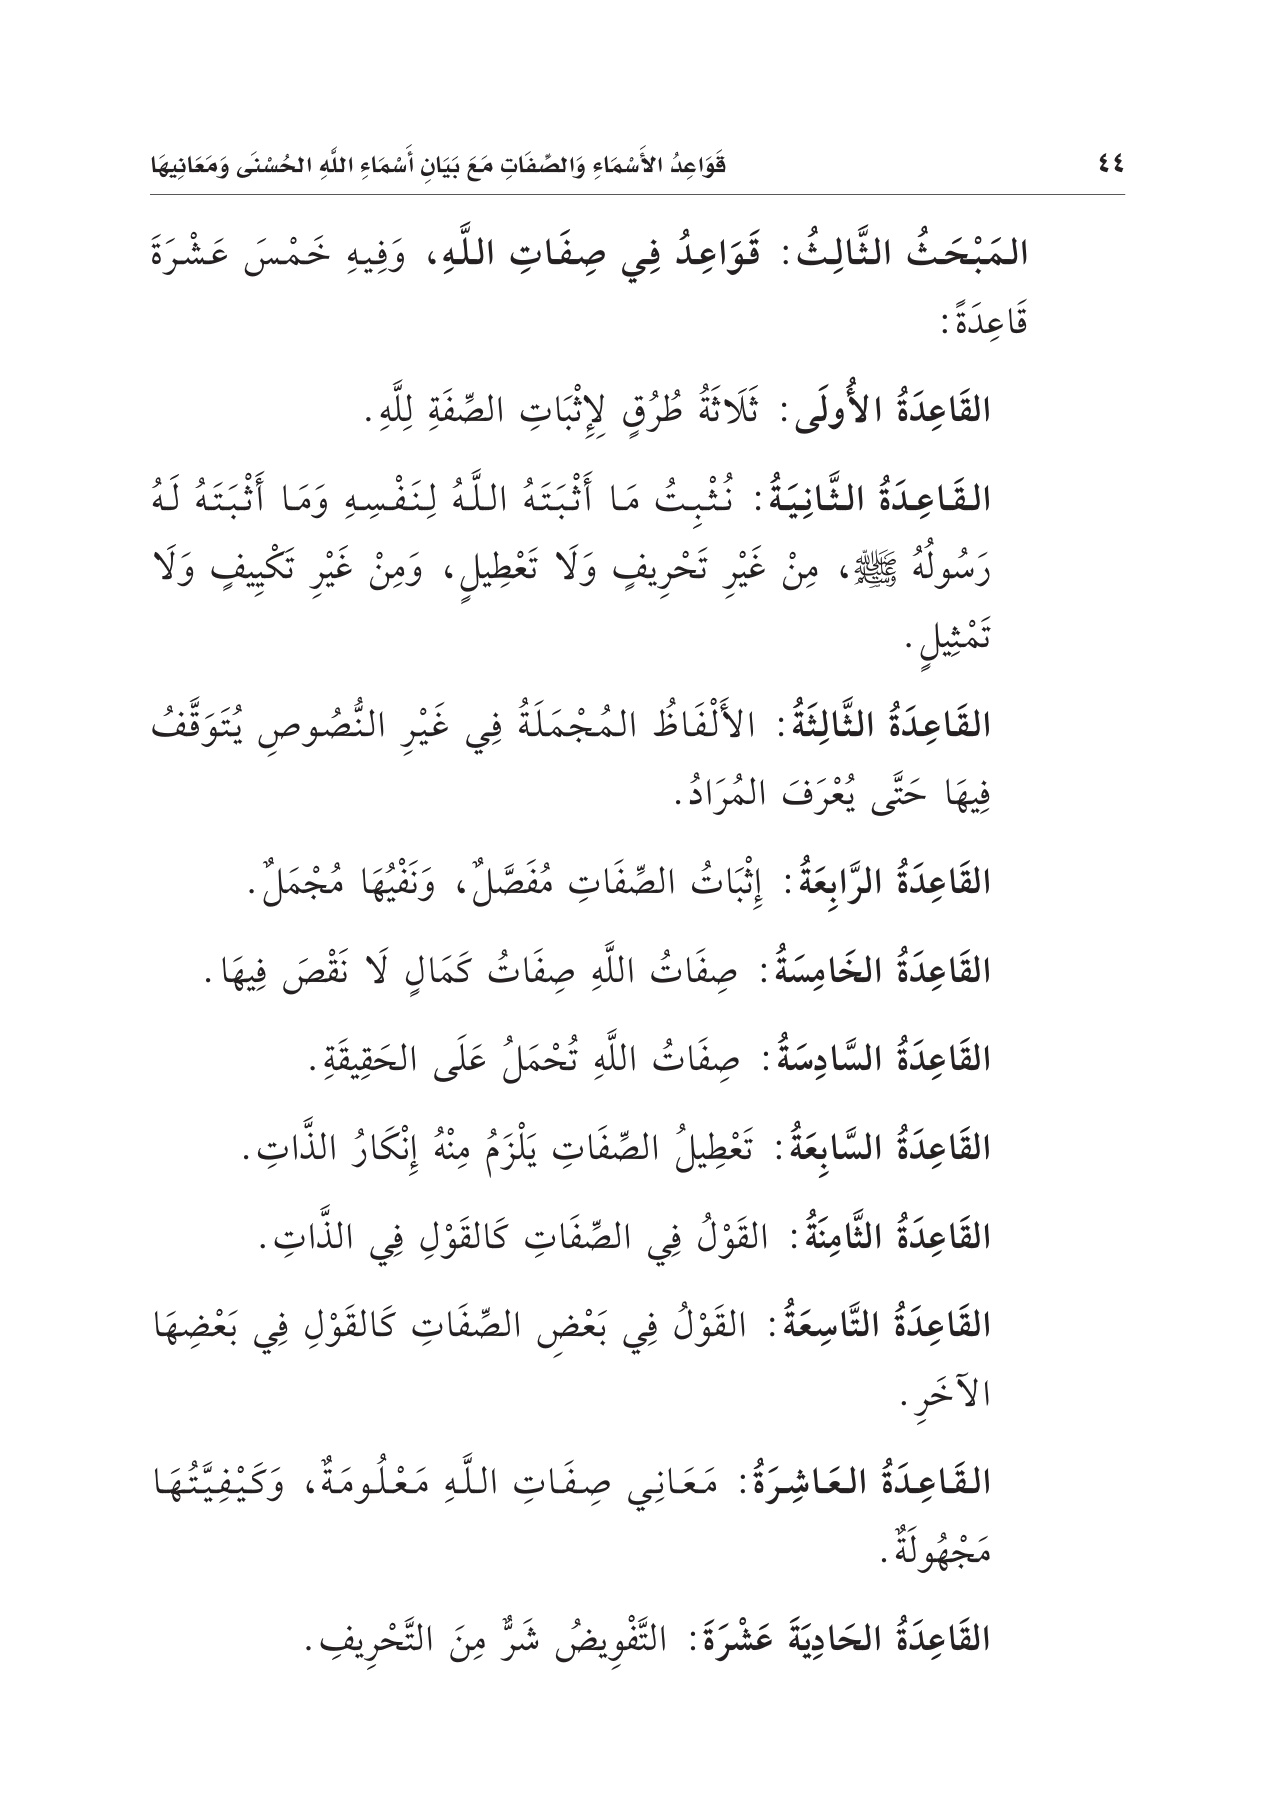 ٤٤ قَوَاعِدُ الأَسْمَاءِ وَالصِّفَاتِ مَعَ بَيَانِ أَسْمَاءِ اللَّهِ الحُسْنَى وَمَعَانِيهَا
المَبْحَثُ الثَّالِثُ: قَوَاعِدُ فِي صِفَاتِ اللَّهِ، وَفِيهِ خَمْسَ عَشْرَةَ
قَاعِدَةً:
القَاعِدَةُ الأُولَى: ثَلَاثَةُ طُرُقٍ لِإِثْبَاتِ الصِّفَةِ لِلَّهِ.
القَاعِدَةُ الثَّانِيَةُ: نُثْبِتُ مَا أَثْبَتَهُ اللَّهُ لِنَفْسِهِ وَمَا أَثْبَتَهُ لَهُ
رَسُولُهُ ﷺ، مِنْ غَيْرِ تَحْرِيفٍ وَلَا تَعْطِيلٍ، وَمِنْ غَيْرِ تَكْيِيفٍ وَلَا
تَمْثِيلٍ.
القَاعِدَةُ الثَّالِثَةُ: الأَلْفَاظُ المُجْمَلَةُ فِي غَيْرِ النُّصُوصِ يُتَوَقَّفُ
فِيهَا حَتَّى يُعْرَفَ المُرَادُ.
القَاعِدَةُ الرَّابِعَةُ: إِثْبَاتُ الصِّفَاتِ مُفَصَّلٌ، وَنَفْيُهَا مُجْمَلٌ.
القَاعِدَةُ الخَامِسَةُ: صِفَاتُ اللَّهِ صِفَاتُ كَمَالٍ لَا نَقْصَ فِيهَا.
القَاعِدَةُ السَّادِسَةُ: صِفَاتُ اللَّهِ تُحْمَلُ عَلَى الحَقِيقَةِ.
القَاعِدَةُ السَّابِعَةُ: تَعْطِيلُ الصِّفَاتِ يَلْزَمُ مِنْهُ إِنْكَارُ الذَّاتِ.
القَاعِدَةُ الثَّامِنَةُ: القَوْلُ فِي الصِّفَاتِ كَالقَوْلِ فِي الذَّاتِ.
القَاعِدَةُ التَّاسِعَةُ: القَوْلُ فِي بَعْضِ الصِّفَاتِ كَالقَوْلِ فِي بَعْضِهَا
الآخَرِ.
القَاعِدَةُ العَاشِرَةُ: مَعَانِي صِفَاتِ اللَّهِ مَعْلُومَةٌ، وَكَيْفِيَّتُهَا
مَجْهُولَةٌ.
القَاعِدَةُ الحَادِيَةَ عَشْرَةَ: التَّفْوِيضُ شَرٌّ مِنَ التَّحْرِيفِ.